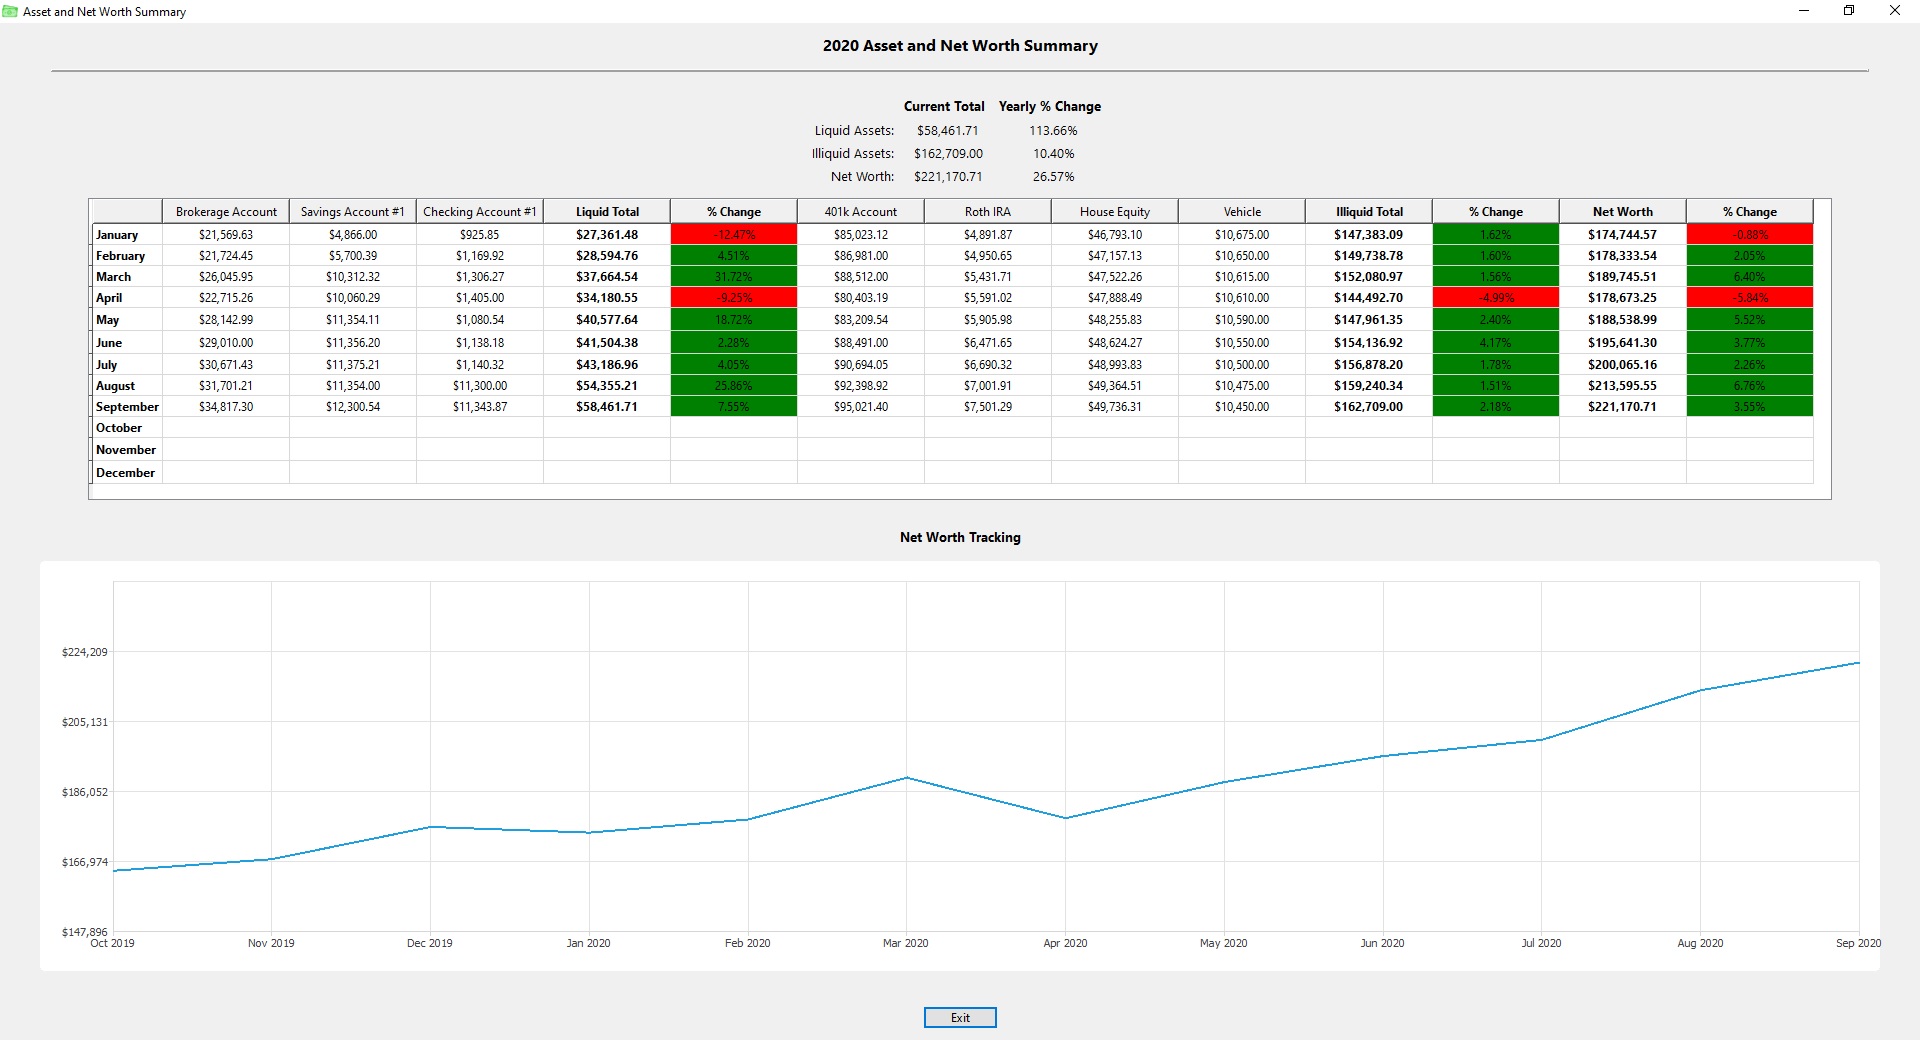 Asset and Net Worth Summary
2020 Asset and Net Worth Summary
Current Total Yearly % Change
Liquid Assets: $58,461.71 113.66%
Illiquid Assets: $162,709.00 10.40%
Net Worth: $221,170.71 26.57%
Brokerage Account Savings Account #1 Checking Account #1 Liquid Total % Change 401k Account Roth IRA House Equity Vehicle Illiquid Total % Change Net Worth % Change
January $21,569.63 $4,866.00 $925.85 $27,361.48 -12.47% $85,023.12 $4,891.87 $46,793.10 $10,675.00 $147,383.09 1.62% $174,744.57 -0.88%
February $21,724.45 $5,700.39 $1,169.92 $28,594.76 4.51% $86,981.00 $4,950.65 $47,157.13 $10,650.00 $149,738.78 1.60% $178,333.54 2.05%
March $26,045.95 $10,312.32 $1,306.27 $37,664.54 31.72% $88,512.00 $5,431.71 $47,522.26 $10,615.00 $152,080.97 1.56% $189,745.51 6.40%
April $22,715.26 $10,060.29 $1,405.00 $34,180.55 -9.25% $80,403.19 $5,591.02 $47,888.49 $10,610.00 $144,492.70 -4.99% $178,673.25 -5.84%
May $28,142.99 $11,354.11 $1,080.54 $40,577.64 18.72% $83,209.54 $5,905.98 $48,255.83 $10,590.00 $147,961.35 2.40% $188,538.99 5.52%
June $29,010.00 $11,356.20 $1,138.18 $41,504.38 2.28% $88,491.00 $6,471.65 $48,624.27 $10,550.00 $154,136.92 4.17% $195,641.30 3.77%
July $30,671.43 $11,375.21 $1,140.32 $43,186.96 4.05% $90,694.05 $6,690.32 $48,993.83 $10,500.00 $156,878.20 1.78% $200,065.16 2.26%
August $31,701.21 $11,354.00 $11,300.00 $54,355.21 25.86% $92,398.92 $7,001.91 $49,364.51 $10,475.00 $159,240.34 1.51% $213,595.55 6.76%
September $34,817.30 $12,300.54 $11,343.87 $58,461.71 7.55% $95,021.40 $7,501.29 $49,736.31 $10,450.00 $162,709.00 2.18% $221,170.71 3.55%
October
November
December
Net Worth Tracking
$224,209
$205,131
$186,052
$166,974
$147,896
Oct 2019 Nov 2019 Dec 2019 Jan 2020 Feb 2020 Mar 2020 Apr 2020 May 2020 Jun 2020 Jul 2020 Aug 2020 Sep 2020
Exit